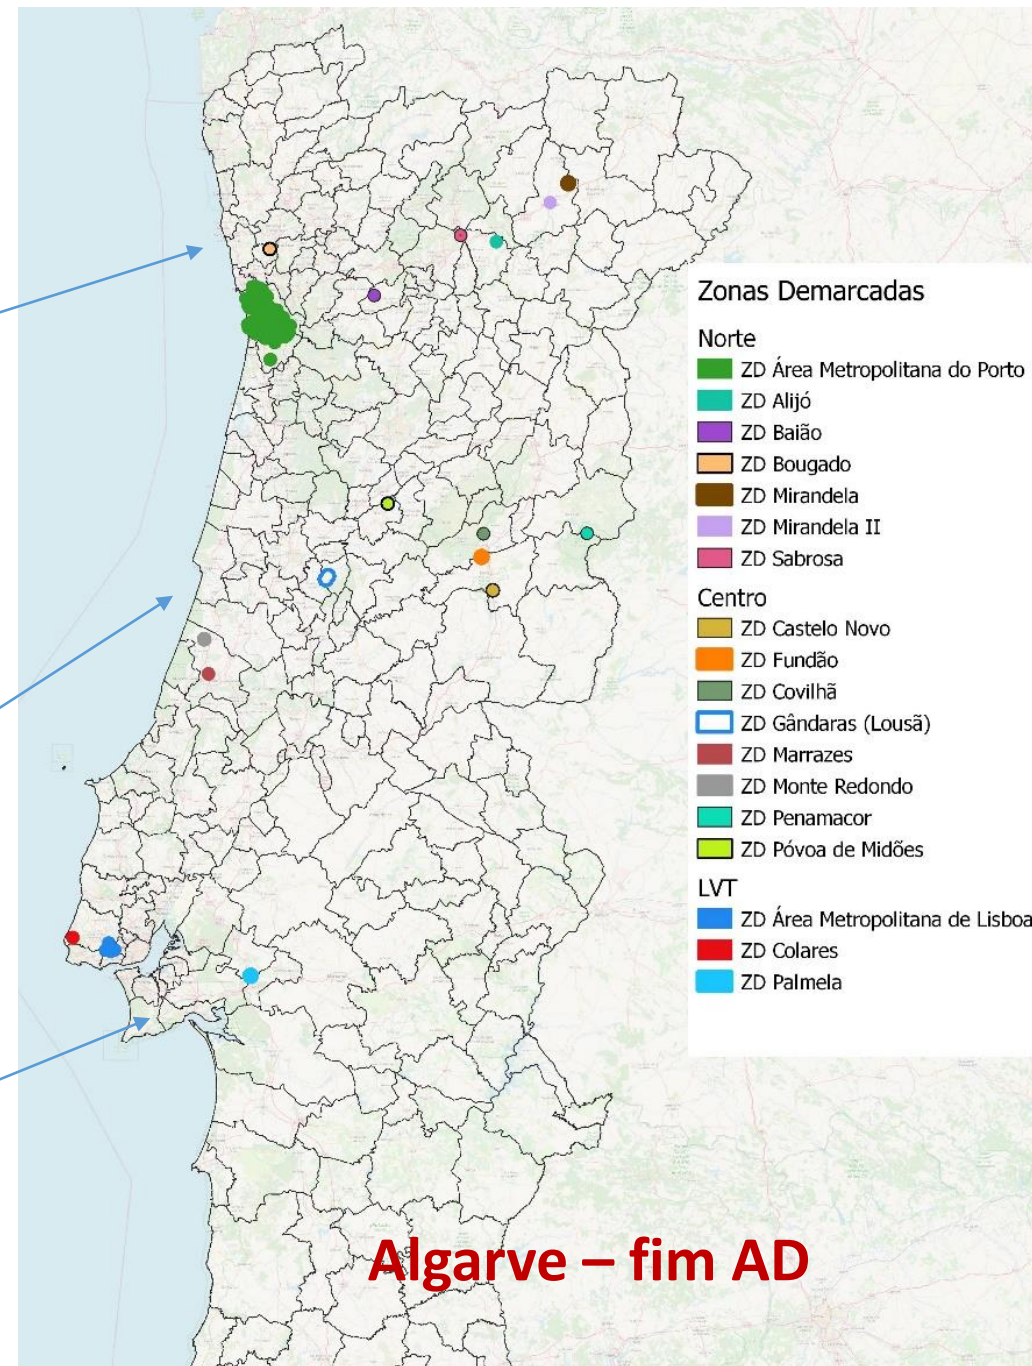 Zonas Demarcadas
Norte
ZD Área Metropolitana do Porto
ZD Alijó
ZD Baião
ZD Bougado
ZD Mirandela
ZD Mirandela II
ZD Sabrosa
Centro
ZD Castelo Novo
ZD Fundão
ZD Covilhã
ZD Gândaras (Lousã)
ZD Marrazes
ZD Monte Redondo
ZD Penamacor
ZD Póvoa de Midões
LVT
ZD Área Metropolitana de Lisboa
ZD Colares
ZD Palmela
Algarve – fim AD